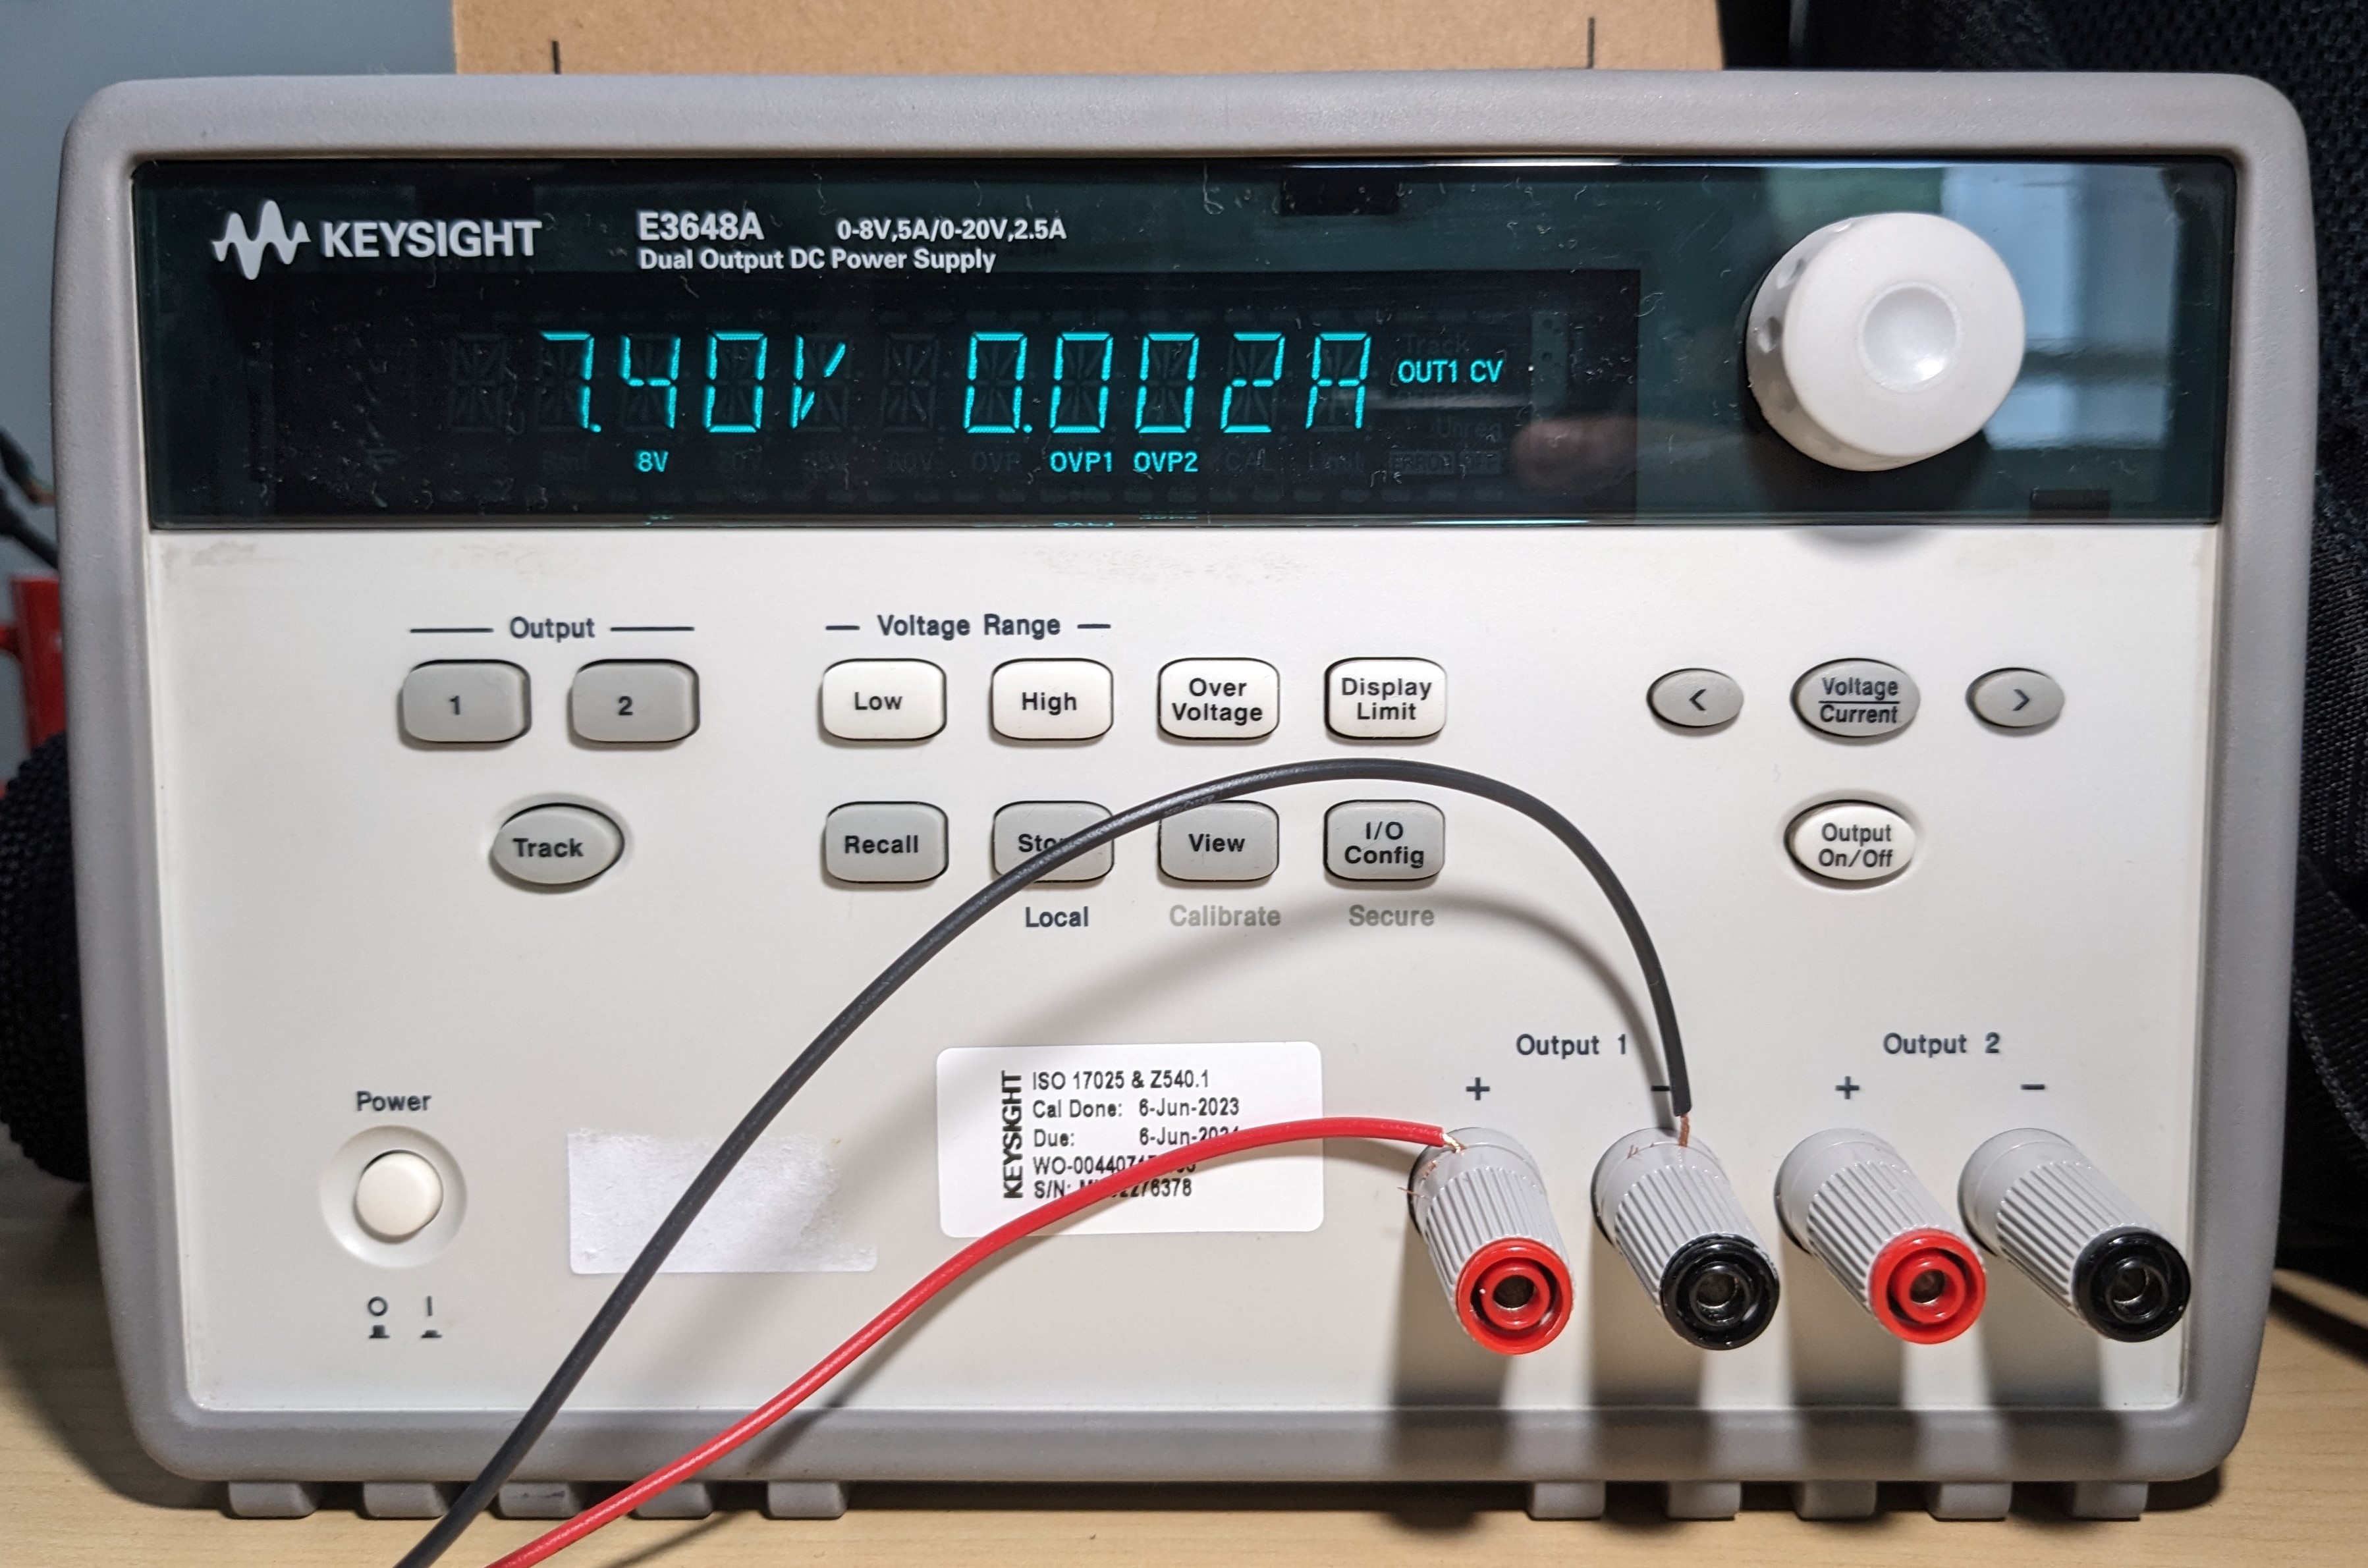 KEYSIGHT
E3648A 0-8V,5A/0-20V,2.5A
Dual Output DC Power Supply
7.40V 0.002A OUT1 CV
8V OVP1 OVP2
Output
Voltage Range
1 2 Low High Over Voltage Display Limit < Voltage Current >
Track Recall View I/O Config Output On/Off
Local Calibrate Secure
Output 1 Output 2
+ − + −
Power
KEYSIGHT
ISO 17025 & Z540.1
Cal Done: 6-Jun-2023
Due: 6-Jun-
S/N:
O I